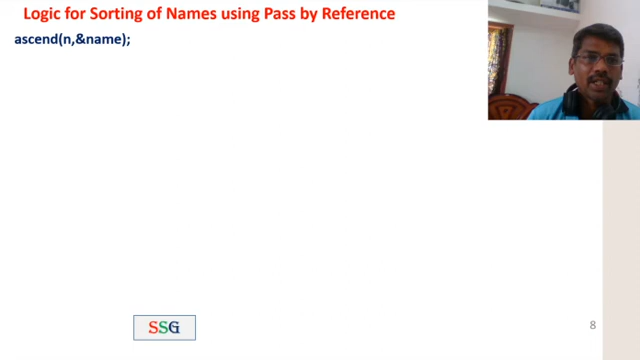 Logic for Sorting of Names using Pass by Reference
ascend(n,&name);
SSG
8